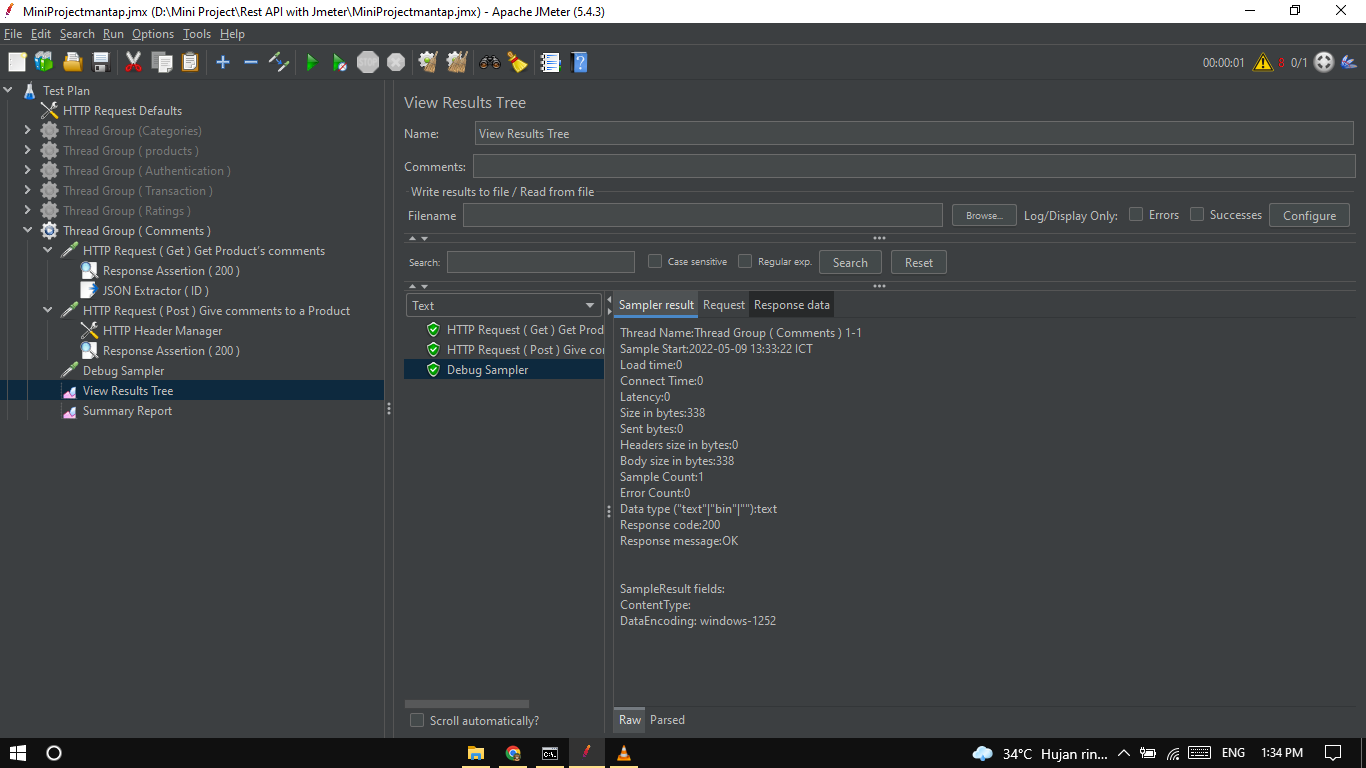 MiniProjectmantap.jmx (D:\Mini Project\Rest API with Jmeter\MiniProjectmantap.jmx) - Apache JMeter (5.4.3)
File Edit Search Run Options Tools Help
STOP
00:00:01 8 0/1
Test Plan
HTTP Request Defaults
Thread Group (Categories)
Thread Group ( products )
Thread Group ( Authentication )
Thread Group ( Transaction )
Thread Group ( Ratings )
Thread Group ( Comments )
HTTP Request ( Get ) Get Product's comments
Response Assertion ( 200 )
JSON Extractor ( ID )
HTTP Request ( Post ) Give comments to a Product
HTTP Header Manager
Response Assertion ( 200 )
Debug Sampler
View Results Tree
Summary Report
View Results Tree
Name: View Results Tree
Comments:
Write results to file / Read from file
Filename Browse... Log/Display Only: Errors Successes Configure
Search: Case sensitive Regular exp. Search Reset
Text
HTTP Request ( Get ) Get Prod
HTTP Request ( Post ) Give co
Debug Sampler
Scroll automatically?
Sampler result Request Response data
Thread Name:Thread Group ( Comments ) 1-1
Sample Start:2022-05-09 13:33:22 ICT
Load time:0
Connect Time:0
Latency:0
Size in bytes:338
Sent bytes:0
Headers size in bytes:0
Body size in bytes:338
Sample Count:1
Error Count:0
Data type ("text"|"bin"|""):text
Response code:200
Response message:OK
SampleResult fields:
ContentType:
DataEncoding: windows-1252
Raw Parsed
34°C Hujan rin... ENG 1:34 PM